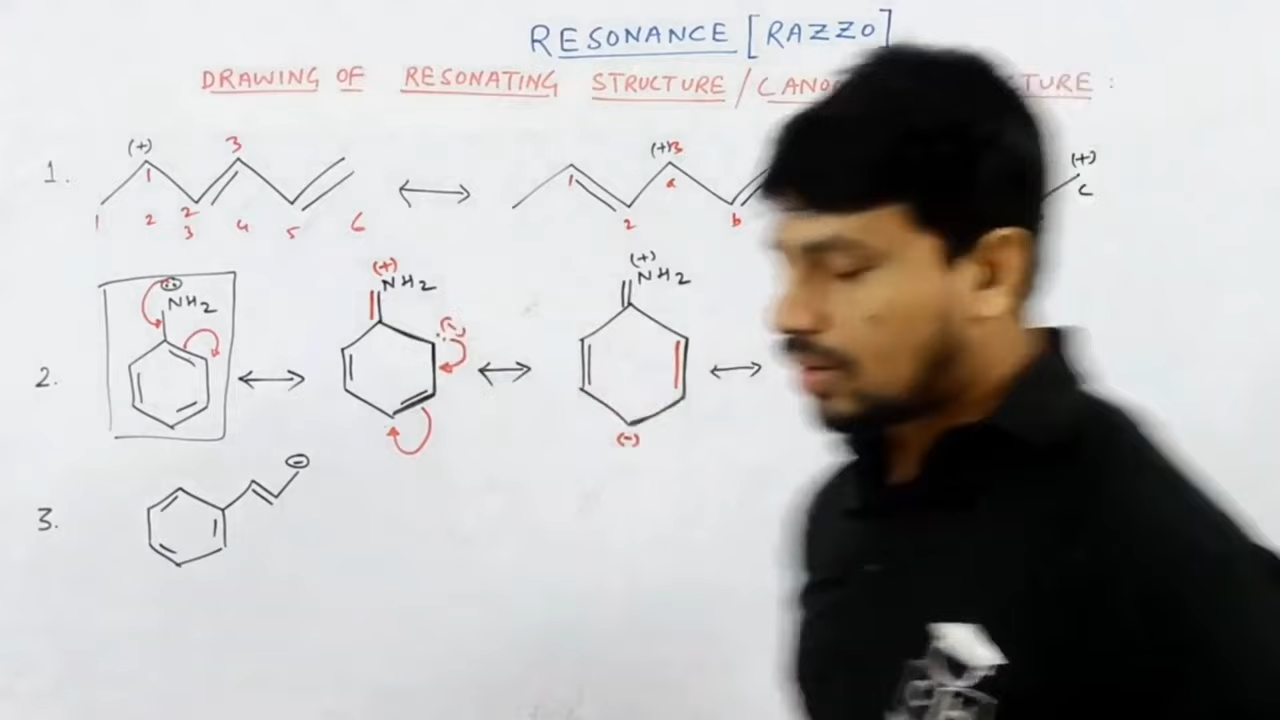 RESONANCE [RAZZO]
DRAWING OF RESONATING STRUCTURE / CANO TURE :
1.
(+) 1 2 3
1 2 3 4 5 6
(+) 3
1 2 a b
(+)
c
2.
NH2
(+)
NH2
(-)
(+)
NH2
(-)
3.
⊖